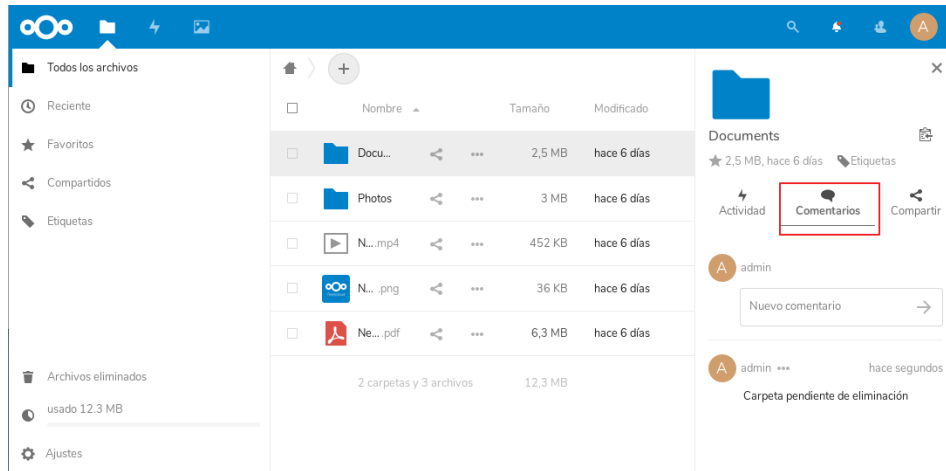 A
Todos los archivos
Reciente
Favoritos
Compartidos
Etiquetas
Archivos eliminados
usado 12.3 MB
Ajustes
Nombre Tamaño Modificado
Docu... 2,5 MB hace 6 días
Photos 3 MB hace 6 días
N....mp4 452 KB hace 6 días
N... .png 36 KB hace 6 días
Ne... .pdf 6,3 MB hace 6 días
2 carpetas y 3 archivos 12,3 MB
Documents
2,5 MB, hace 6 días Etiquetas
Actividad Comentarios Compartir
A admin
Nuevo comentario
A admin hace segundos
Carpeta pendiente de eliminación